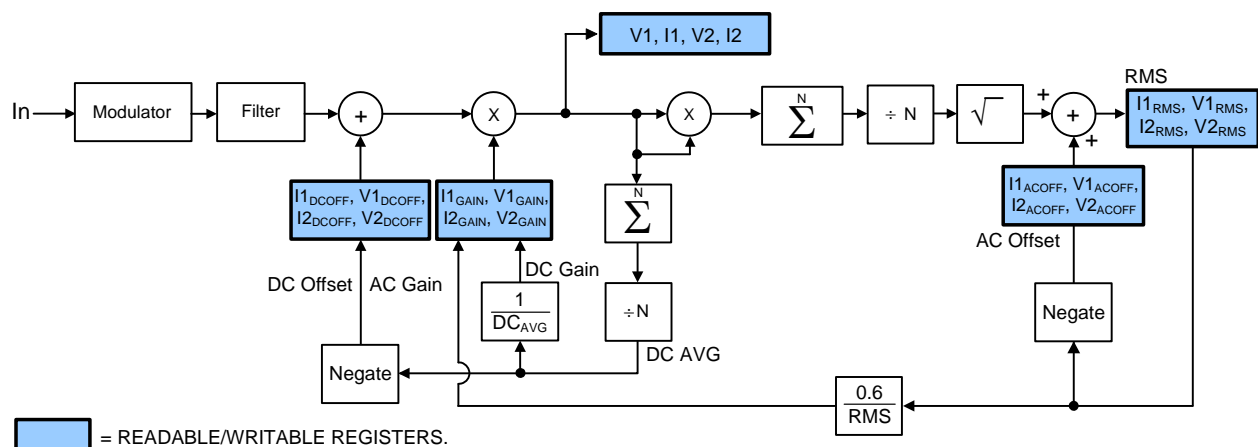 V1, I1, V2, I2
In
Modulator
Filter
+
X
X
N
∑
÷ N
√
+
+
+
RMS
I1RMS, V1RMS,
I2RMS, V2RMS
I1DCOFF, V1DCOFF,
I2DCOFF, V2DCOFF
I1GAIN, V1GAIN,
I2GAIN, V2GAIN
N
∑
I1ACOFF, V1ACOFF,
I2ACOFF, V2ACOFF
AC Offset
DC Offset
AC Gain
DC Gain
1
DCAVG
÷N
DC AVG
Negate
Negate
0.6
RMS
= READABLE/WRITABLE REGISTERS.